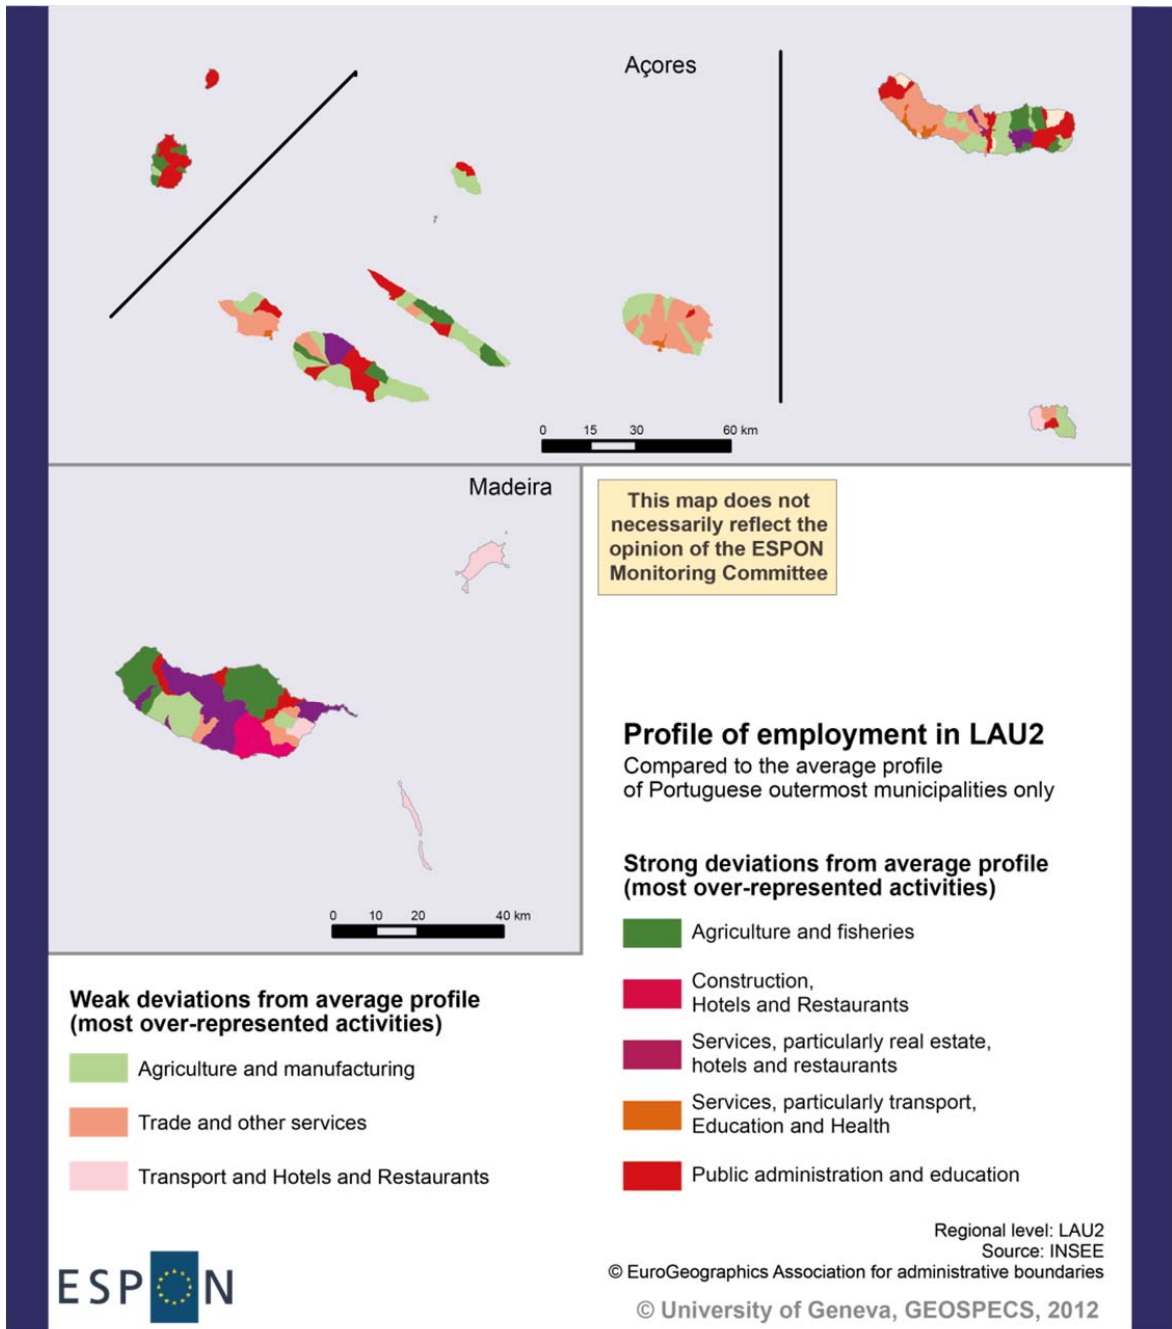 Açores
0 15 30 60 km
Madeira
This map does not
necessarily reflect the
opinion of the ESPON
Monitoring Committee
0 10 20 40 km
Profile of employment in LAU2
Compared to the average profile
of Portuguese outermost municipalities only
Strong deviations from average profile
(most over-represented activities)
Agriculture and fisheries
Construction,
Hotels and Restaurants
Services, particularly real estate,
hotels and restaurants
Services, particularly transport,
Education and Health
Public administration and education
Weak deviations from average profile
(most over-represented activities)
Agriculture and manufacturing
Trade and other services
Transport and Hotels and Restaurants
Regional level: LAU2
Source: INSEE
© EuroGeographics Association for administrative boundaries
© University of Geneva, GEOSPECS, 2012
ESPON